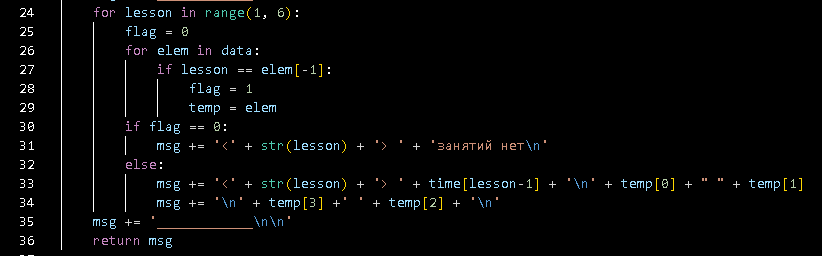 24 for lesson in range(1, 6):
25 flag = 0
26 for elem in data:
27 if lesson == elem[-1]:
28 flag = 1
29 temp = elem
30 if flag == 0:
31 msg += '<' + str(lesson) + '> ' + 'занятий нет\n'
32 else:
33 msg += '<' + str(lesson) + '> ' + time[lesson-1] + '\n' + temp[0] + " " + temp[1]
34 msg += '\n' + temp[3] +' ' + temp[2] + '\n'
35 msg += '______________\n\n'
36 return msg